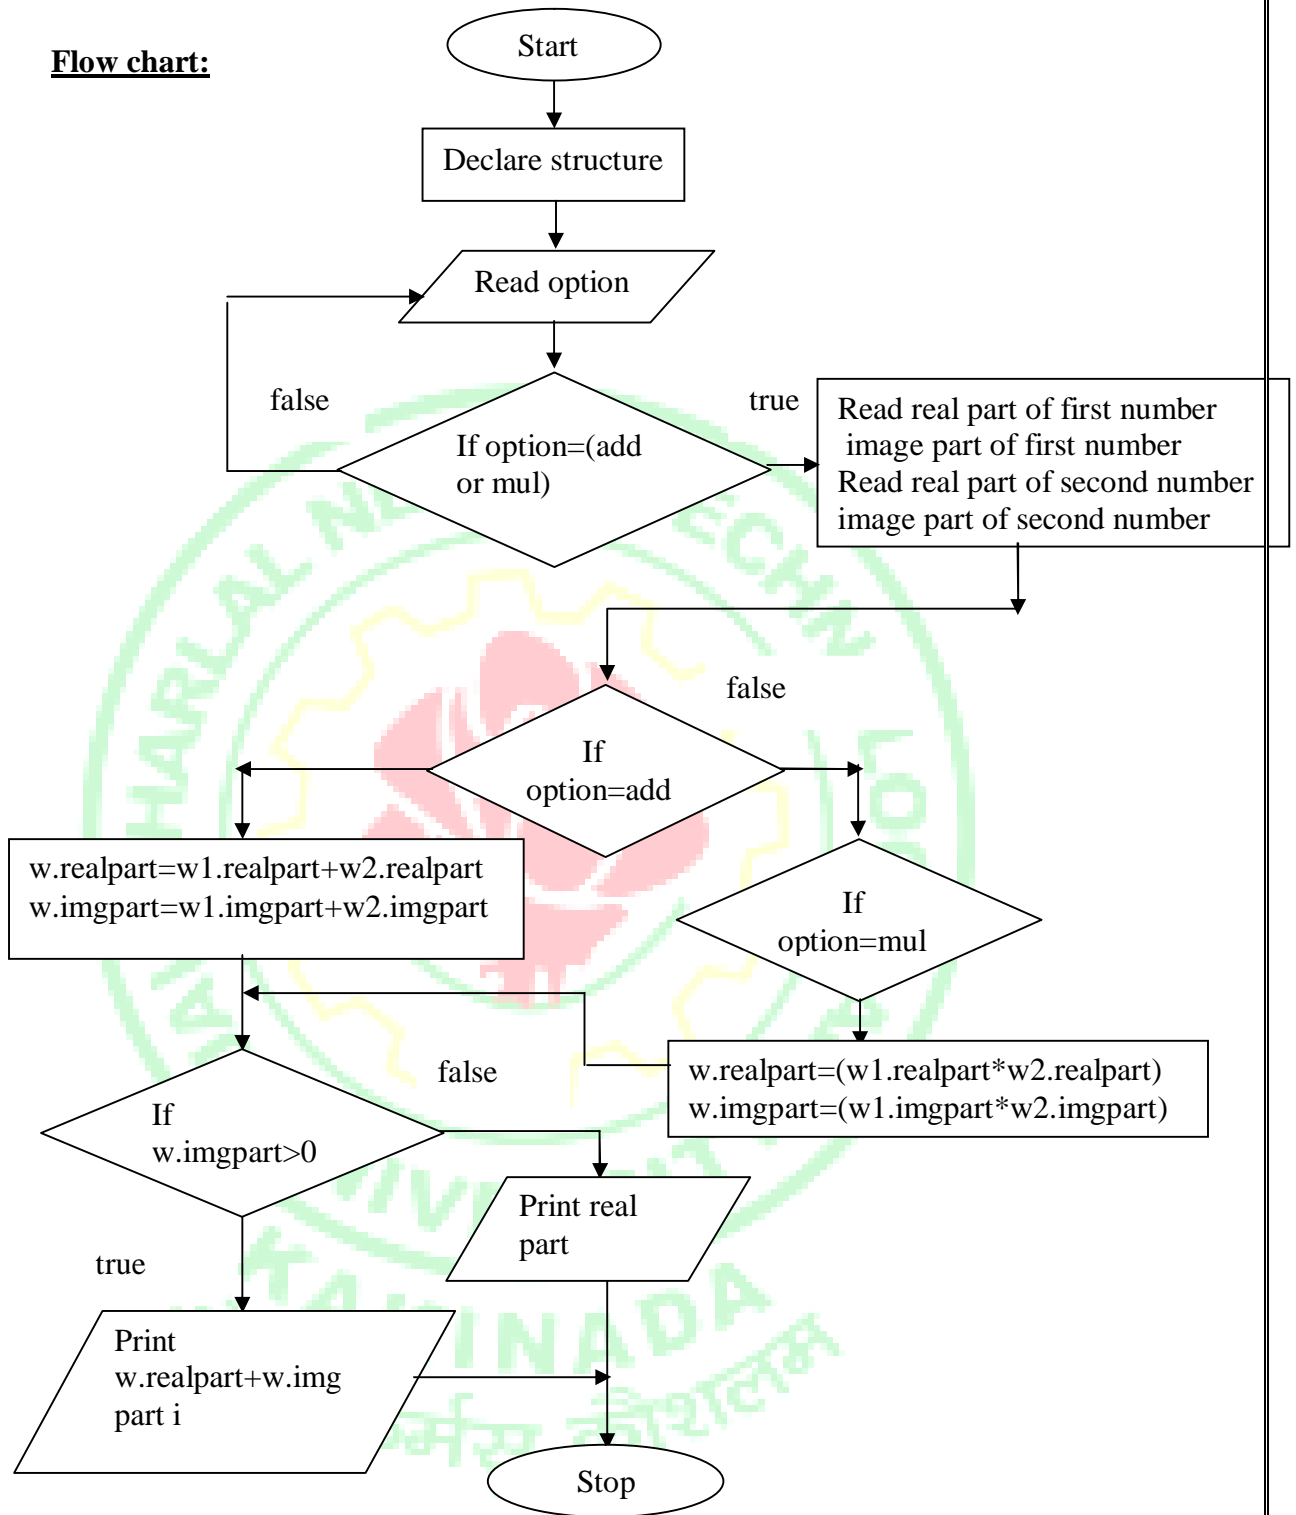 Flow chart:
Start
Declare structure
Read option
false
true
If option=(add
or mul)
Read real part of first number
image part of first number
Read real part of second number
image part of second number
false
If
option=add
w.realpart=w1.realpart+w2.realpart
w.imgpart=w1.imgpart+w2.imgpart
If
option=mul
w.realpart=(w1.realpart*w2.realpart)
w.imgpart=(w1.imgpart*w2.imgpart)
false
If
w.imgpart>0
Print real
part
true
Print
w.realpart+w.img
part i
Stop
KAKINADA